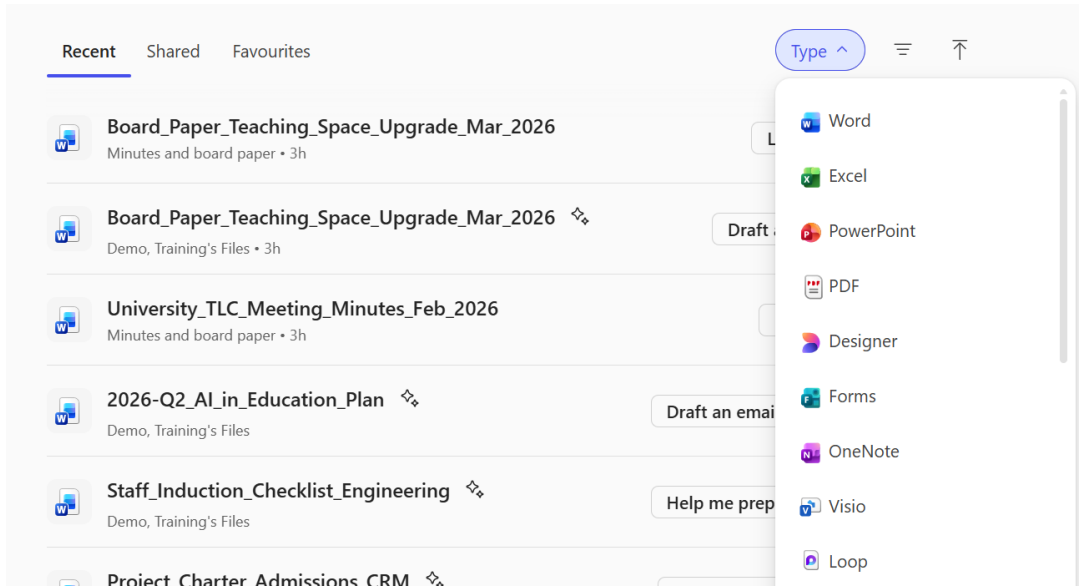 Recent Shared Favourites Type
Board_Paper_Teaching_Space_Upgrade_Mar_2026
Minutes and board paper • 3h
Board_Paper_Teaching_Space_Upgrade_Mar_2026
Demo, Training's Files • 3h
Draft
University_TLC_Meeting_Minutes_Feb_2026
Minutes and board paper • 3h
2026-Q2_AI_in_Education_Plan
Demo, Training's Files
Draft an emai
Staff_Induction_Checklist_Engineering
Demo, Training's Files
Help me prep
Project_Charter_Admissions_CRM
Word
Excel
PowerPoint
PDF
Designer
Forms
OneNote
Visio
Loop